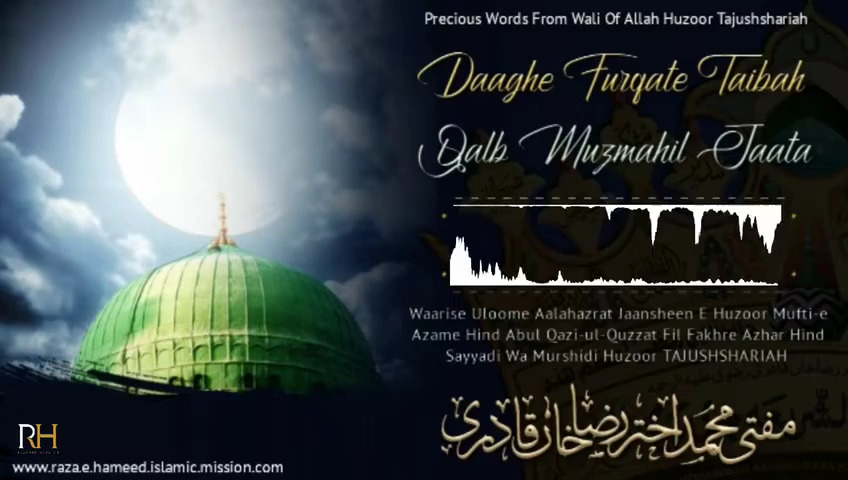 Precious Words From Wali Of Allah Huzoor Tajushshariah
Daaghe Furqate Taibah
Qalb Muzmahil Jaata
Waarise Uloome Aalahazrat Jaansheen E Huzoor Mufti-e
Azame Hind Abul Qazi-ul-Quzzat Fil Fakhre Azhar Hind
Sayyadi Wa Murshidi Huzoor TAJUSHSHARIAH
مفتی محمد اختر رضا خان قادری
RH
www.raza.e.hameed.islamic.mission.com